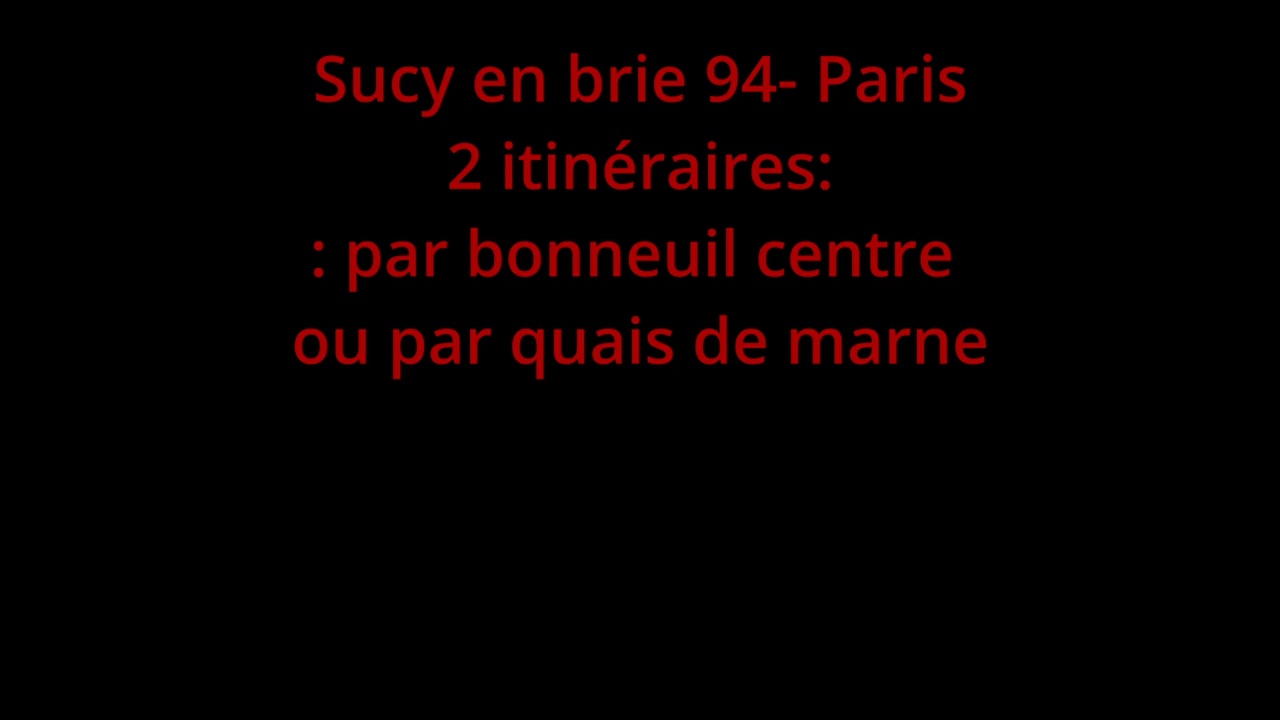 Sucy en brie 94- Paris
2 itinéraires:
: par bonneuil centre
ou par quais de marne